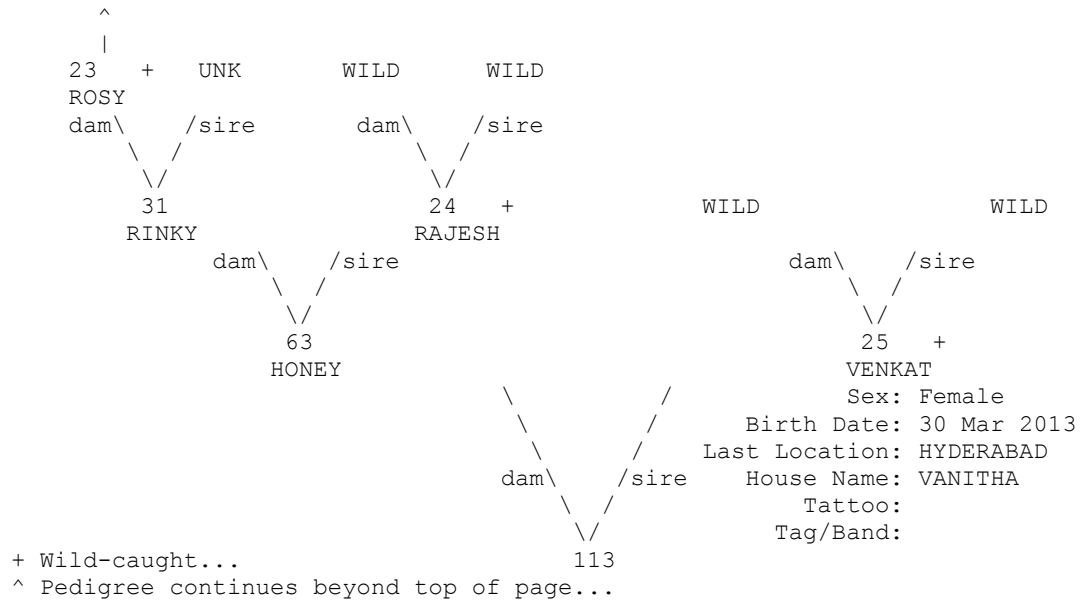 ^
|
23 + UNK WILD WILD
ROSY
dam\ /sire dam\ /sire
\ / \ /
\/ \/
31 24 + WILD WILD
RINKY RAJESH
dam\ /sire dam\ /sire
\ / \ /
\/ \/
63 25 +
HONEY VENKAT
\ / Sex: Female
\ / Birth Date: 30 Mar 2013
\ / Last Location: HYDERABAD
dam\ /sire House Name: VANITHA
\ / Tattoo:
\/ Tag/Band:
+ Wild-caught... 113
^ Pedigree continues beyond top of page...